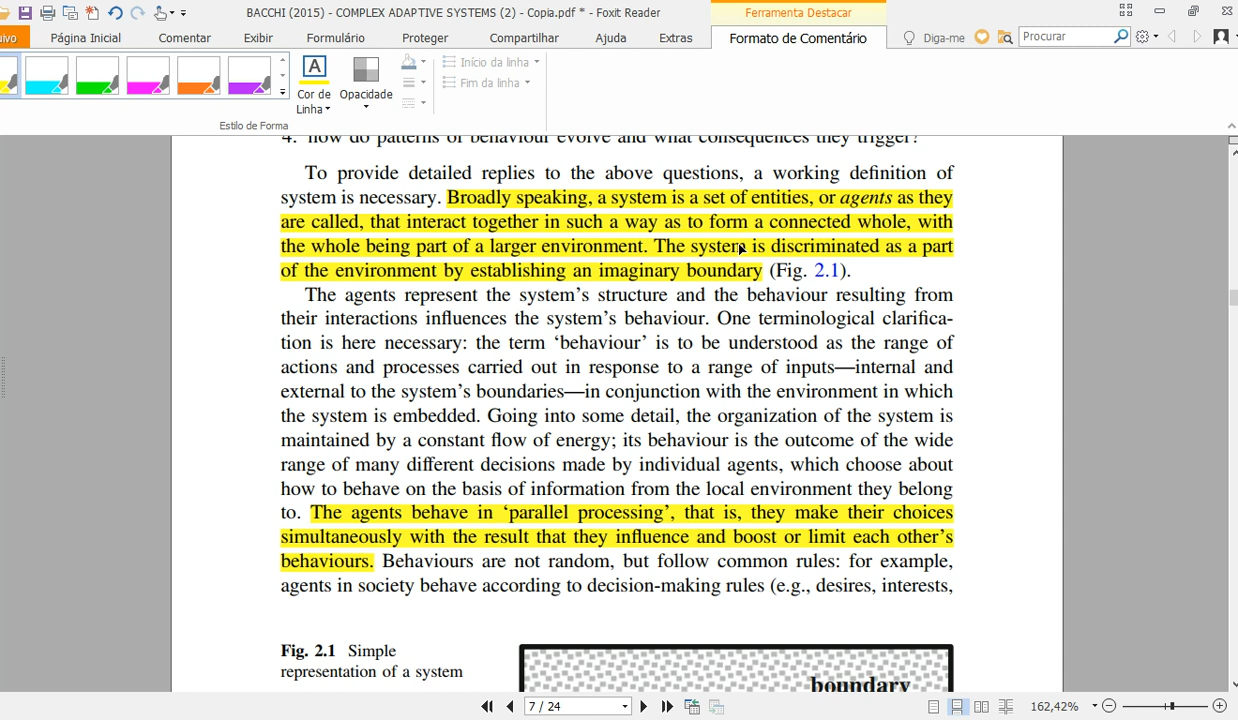 BACCHI (2015) - COMPLEX ADAPTIVE SYSTEMS (2) - Copia.pdf * - Foxit Reader
Ferramenta Destacar
Página Inicial
Comentar
Exibir
Formulário
Proteger
Compartilhar
Ajuda
Extras
Formato de Comentário
Diga-me
Procurar
Cor de
Linha
Opacidade
Início da linha
Fim da linha
Estilo de Forma
4. how do patterns of behaviour evolve and what consequences they trigger?
To provide detailed replies to the above questions, a working definition of
system is necessary. Broadly speaking, a system is a set of entities, or agents as they
are called, that interact together in such a way as to form a connected whole, with
the whole being part of a larger environment. The system is discriminated as a part
of the environment by establishing an imaginary boundary (Fig. 2.1).
The agents represent the system's structure and the behaviour resulting from
their interactions influences the system's behaviour. One terminological clarifica-
tion is here necessary: the term ‘behaviour’ is to be understood as the range of
actions and processes carried out in response to a range of inputs—internal and
external to the system's boundaries—in conjunction with the environment in which
the system is embedded. Going into some detail, the organization of the system is
maintained by a constant flow of energy; its behaviour is the outcome of the wide
range of many different decisions made by individual agents, which choose about
how to behave on the basis of information from the local environment they belong
to. The agents behave in ‘parallel processing’, that is, they make their choices
simultaneously with the result that they influence and boost or limit each other's
behaviours. Behaviours are not random, but follow common rules: for example,
agents in society behave according to decision-making rules (e.g., desires, interests,
Fig. 2.1 Simple
representation of a system
boundary
7 / 24
162,42%